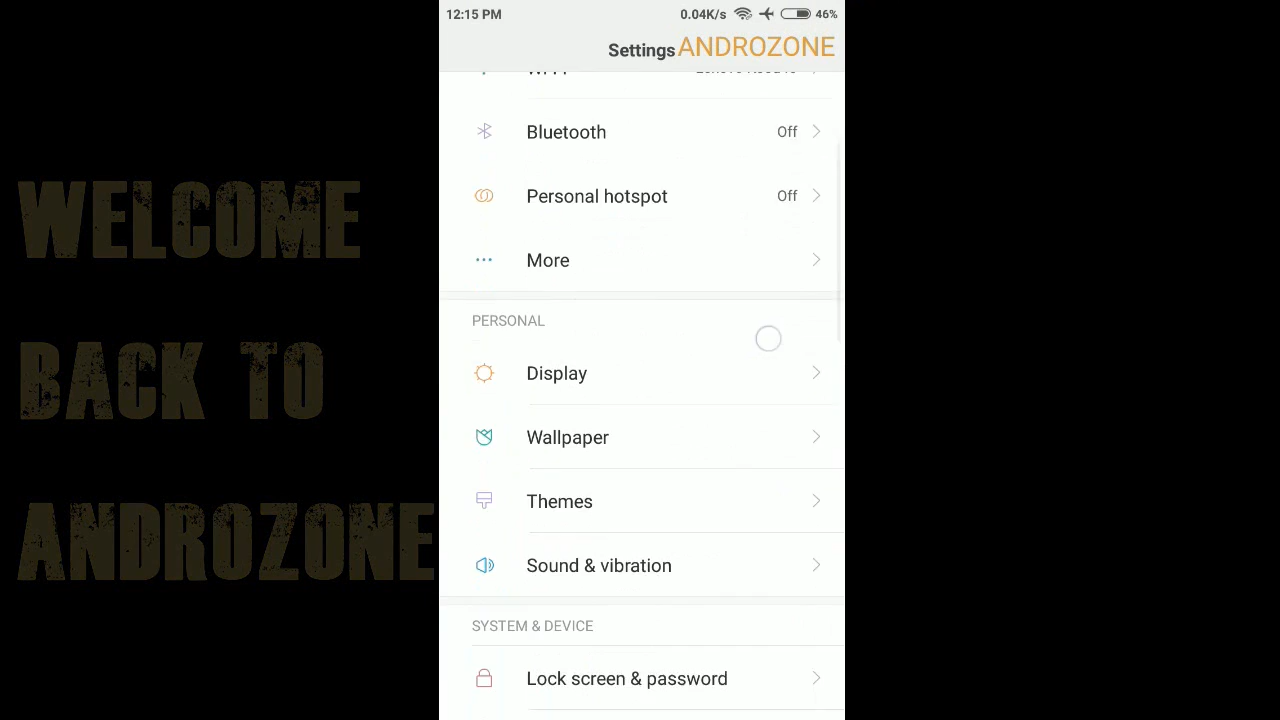 12:15 PM 0.04K/s 46%
Settings ANDROZONE
Bluetooth Off
Personal hotspot Off
More
PERSONAL
Display
Wallpaper
Themes
Sound & vibration
SYSTEM & DEVICE
Lock screen & password
WELCOME
BACK TO
ANDROZONE